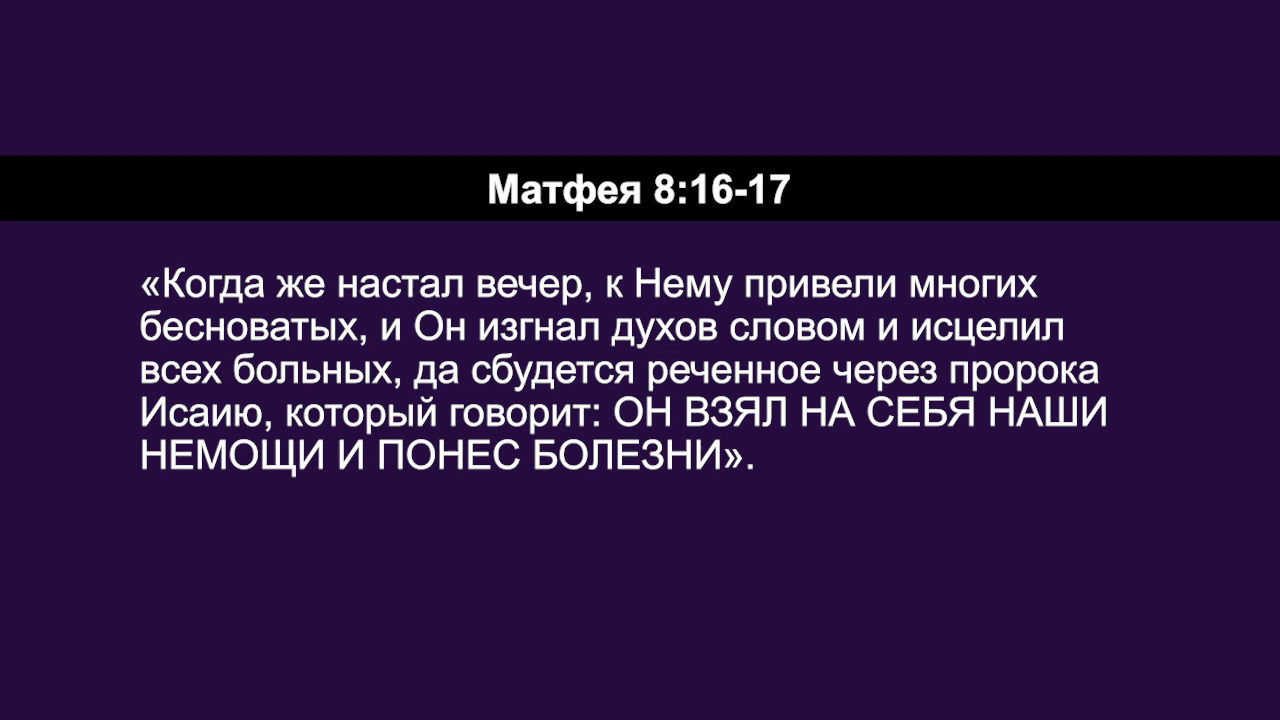 Матфея 8:16-17
«Когда же настал вечер, к Нему привели многих
бесноватых, и Он изгнал духов словом и исцелил
всех больных, да сбудется реченное через пророка
Исаию, который говорит: ОН ВЗЯЛ НА СЕБЯ НАШИ
НЕМОЩИ И ПОНЕС БОЛЕЗНИ».